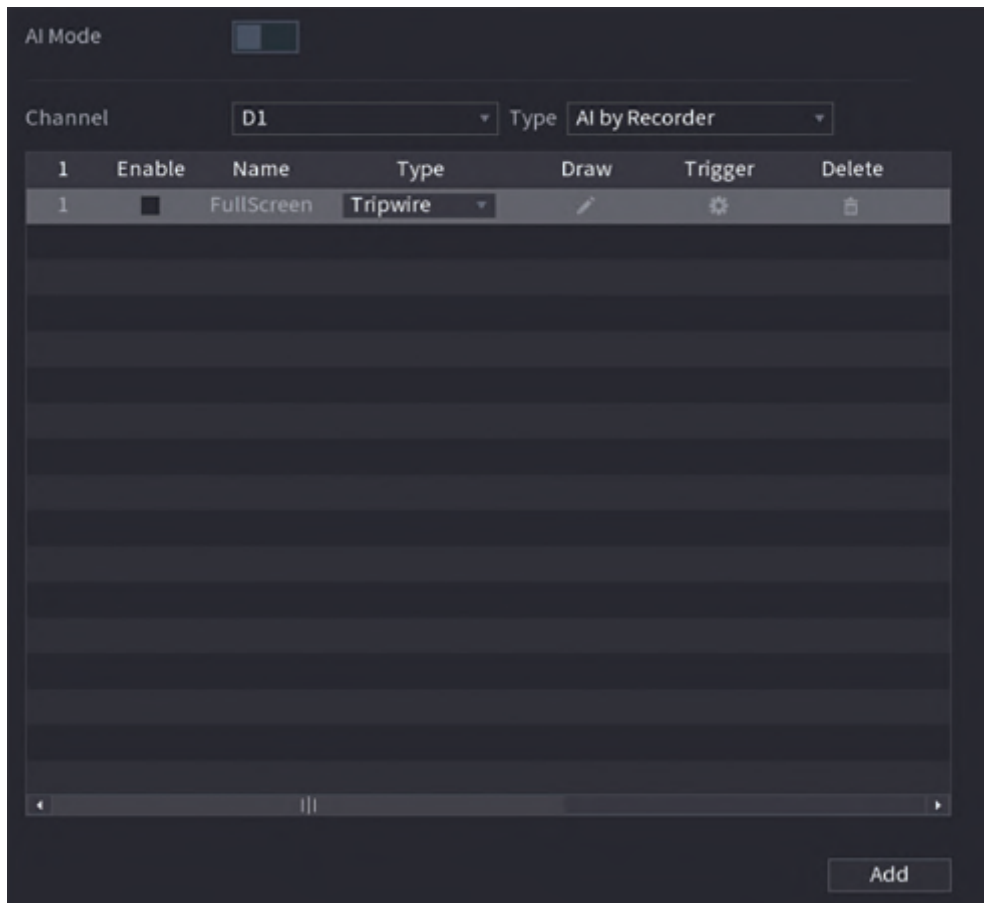 AI Mode
Channel D1 Type AI by Recorder
1 Enable Name Type Draw Trigger Delete
1 FullScreen Tripwire
Add